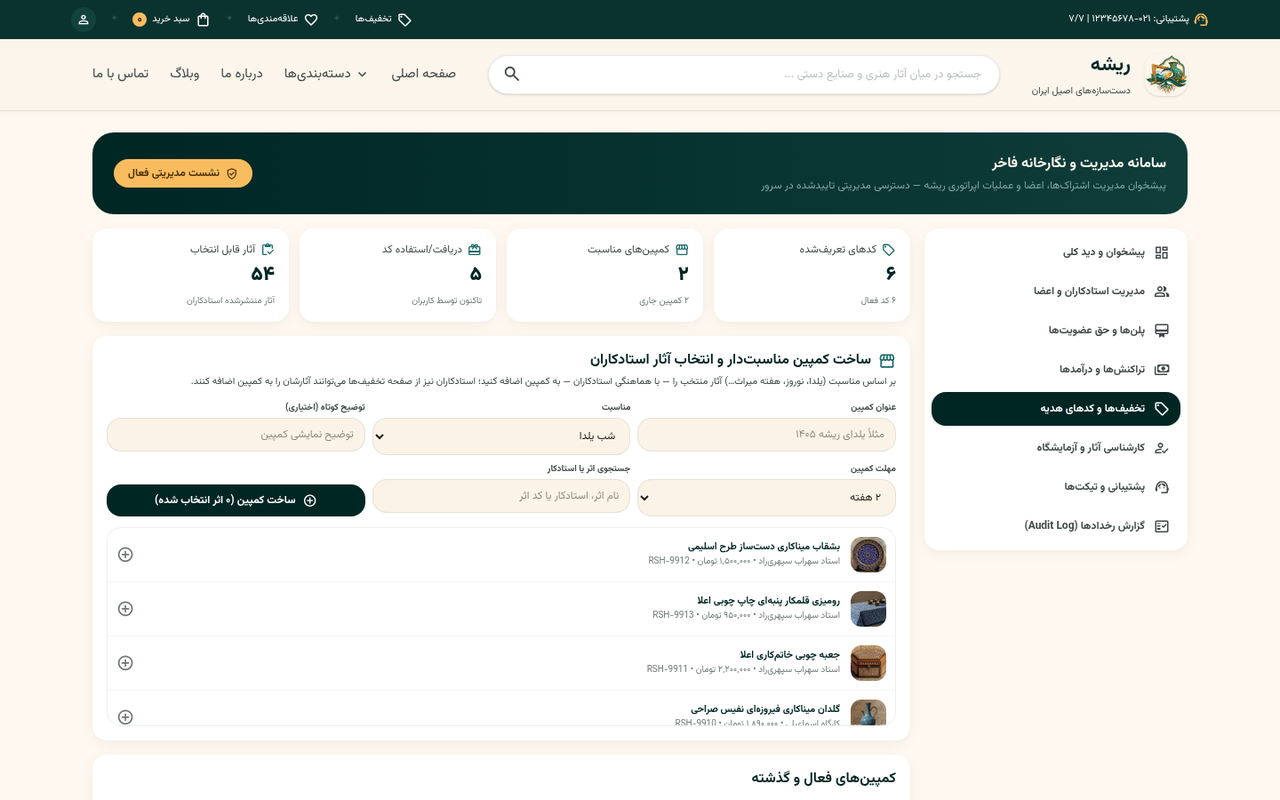 پشتیبانی: ۰۲۱-۱۲۳۴۵۶۷۸ | ۷/۷
تخفیف‌ها
علاقه‌مندی‌ها
سبد خرید ۰
ریشه
دست‌سازه‌های اصیل ایران
جستجو در میان آثار هنری و صنایع دستی ...
صفحه اصلی
دسته‌بندی‌ها
درباره ما
وبلاگ
تماس با ما
سامانه مدیریت و نگارخانه فاخر
پیشخوان مدیریت اشتراک‌ها، اعضا و عملیات اپراتوری ریشه — دسترسی مدیریتی تاییدشده در سرور
نشست مدیریتی فعال
پیشخوان و دید کلی
مدیریت استادکاران و اعضا
پلن‌ها و حق عضویت‌ها
تراکنش‌ها و درآمدها
تخفیف‌ها و کدهای هدیه
کارشناسی آثار و آزمایشگاه
پشتیبانی و تیکت‌ها
گزارش رخدادها (Audit Log)
کدهای تعریف‌شده
۶
۶ کد فعال
کمپین‌های مناسبت
۲
۲ کمپین جاری
دریافت/استفاده کد
۵
تاکنون توسط کاربران
آثار قابل انتخاب
۵۴
آثار منتشرشده استادکاران
ساخت کمپین مناسبت‌دار و انتخاب آثار استادکاران
بر اساس مناسبت (یلدا، نوروز، هفته میراث...) آثار منتخب را — با هماهنگی استادکاران — به کمپین اضافه کنید؛ استادکاران نیز از صفحه تخفیف‌ها می‌توانند آثارشان را به کمپین اضافه کنند.
عنوان کمپین
مثلاً یلدای ریشه ۱۴۰۵
مناسبت
شب یلدا
توضیح کوتاه (اختیاری)
توضیح نمایشی کمپین
مهلت کمپین
۲ هفته
جستجوی اثر یا استادکار
نام اثر، استادکار یا کد اثر
ساخت کمپین (۰ اثر انتخاب شده)
بشقاب میناکاری دست‌ساز طرح اسلیمی
استاد سهراب سپهری‌راد • ۱,۵۰۰,۰۰۰ تومان • RSH-9912
رومیزی قلمکار پنبه‌ای چاپ چوبی اعلا
استاد سهراب سپهری‌راد • ۹۵۰,۰۰۰ تومان • RSH-9913
جعبه چوبی خاتم‌کاری اعلا
استاد سهراب سپهری‌راد • ۲,۲۰۰,۰۰۰ تومان • RSH-9911
گلدان میناکاری فیروزه‌ای نفیس صراحی
کارگاه اسماعیلی • ۱,۸۹۰,۰۰۰ تومان • RSH-9910
کمپین‌های فعال و گذشته